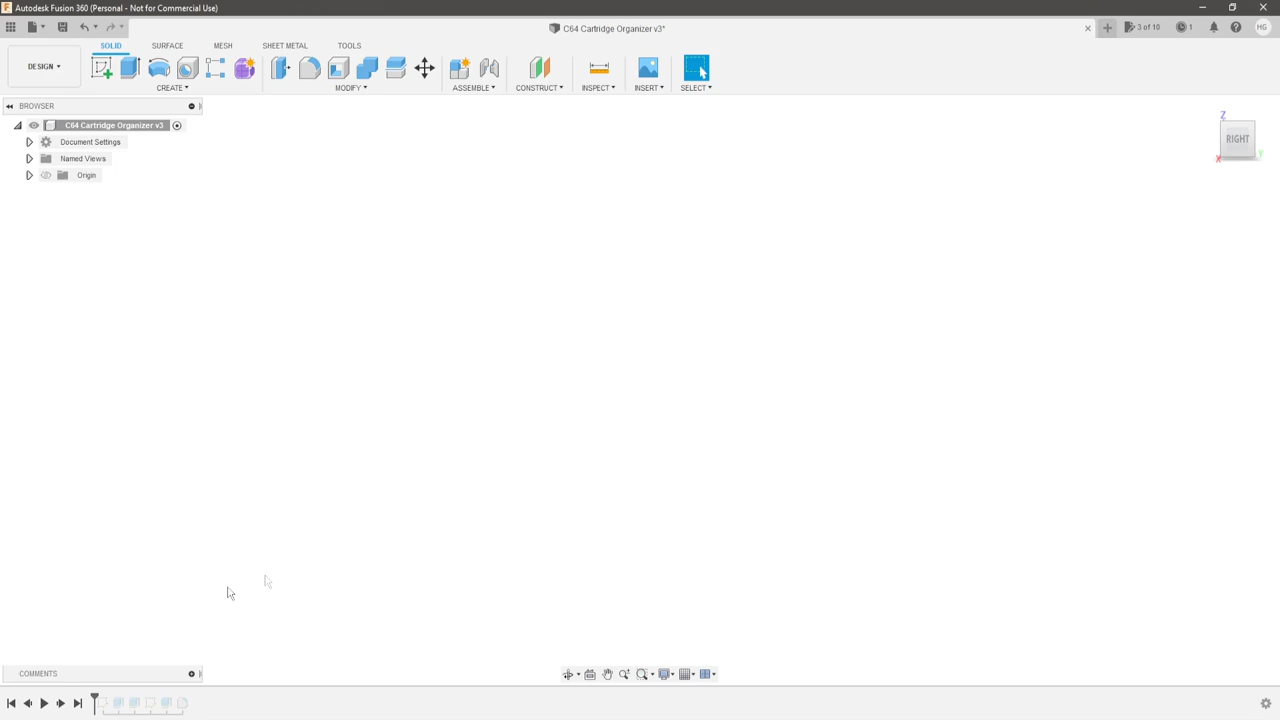 Autodesk Fusion 360 (Personal - Not for Commercial Use)
C64 Cartridge Organizer v3*
3 of 10
1
HG
DESIGN
SOLID
SURFACE
MESH
SHEET METAL
TOOLS
CREATE
MODIFY
ASSEMBLE
CONSTRUCT
INSPECT
INSERT
SELECT
BROWSER
C64 Cartridge Organizer v3
Document Settings
Named Views
Origin
Z
RIGHT
X
Y
COMMENTS